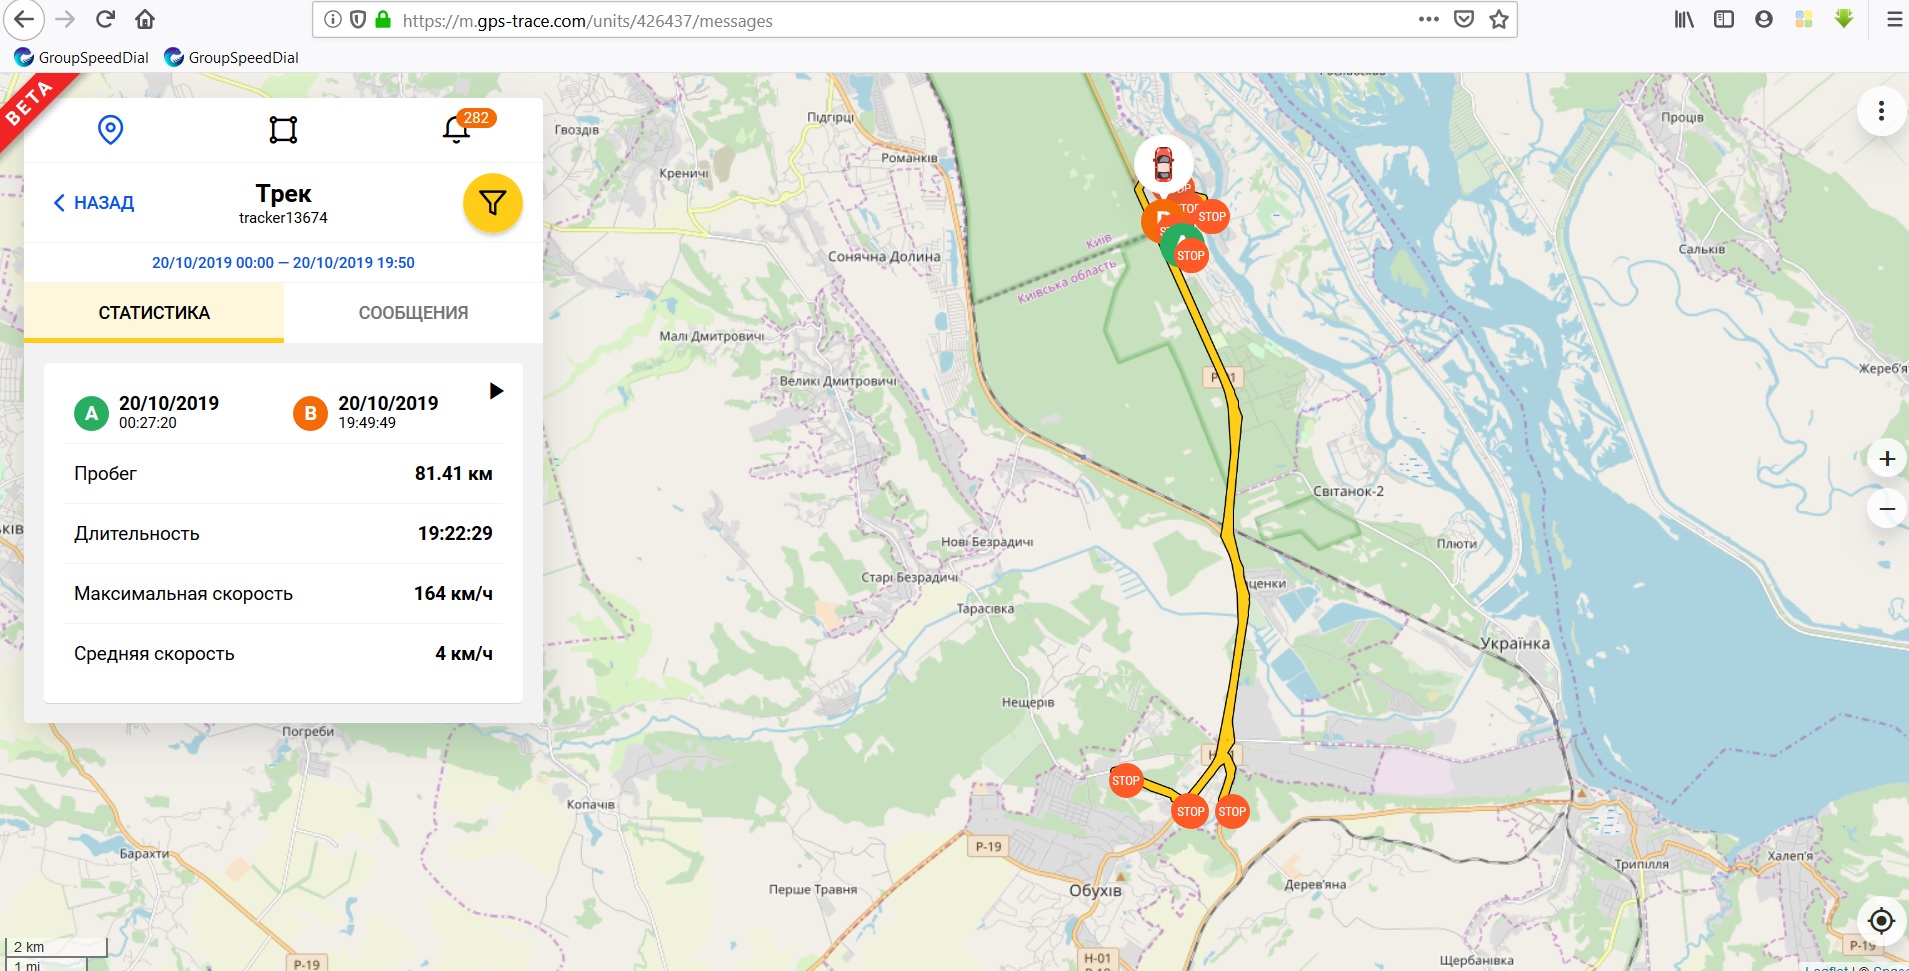 https://m.gps-trace.com/units/426437/messages
GroupSpeedDial
GroupSpeedDial
BETA
282
НАЗАД
Трек
tracker13674
20/10/2019 00:00 — 20/10/2019 19:50
СТАТИСТИКА
СООБЩЕНИЯ
A
20/10/2019
00:27:20
B
20/10/2019
19:49:49
Пробег
81.41 км
Длительность
19:22:29
Максимальная скорость
164 км/ч
Средняя скорость
4 км/ч
Гвоздів
Підгірці
Романків
Креничі
Проців
Сонячна Долина
Київ
Київська область
Сальків
STOP
STOP
Малі Дмитровичі
Великі Дмитровичі
Світанок-2
Нові Безрадичі
Старі Безрадичі
Тарасівка
Плюти
Українка
Нещерів
Погреби
Копачів
STOP
STOP
STOP
Барахти
Р-19
Перше Травня
Обухів
Дерев'яна
Трипілля
Халеп'я
Щербанівка
Р-19
Н-01
Р-19
+
−
2 km
1 mi